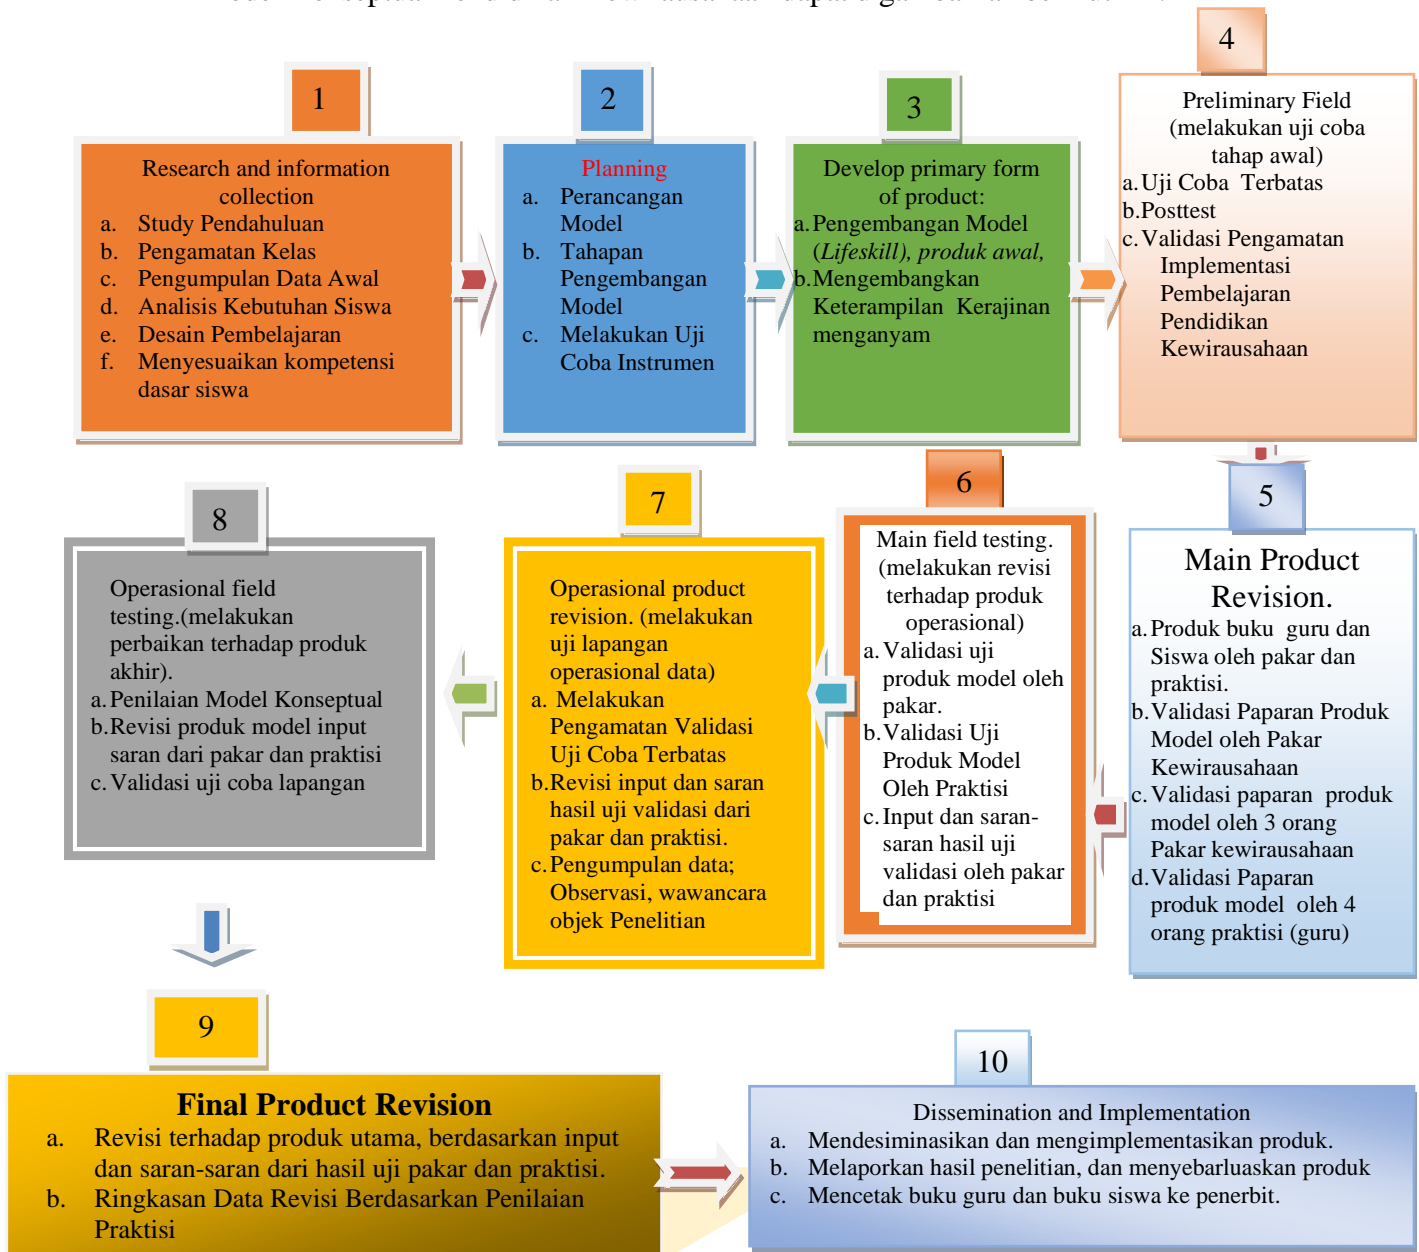 1
Research and information
collection
a. Study Pendahuluan
b. Pengamatan Kelas
c. Pengumpulan Data Awal
d. Analisis Kebutuhan Siswa
e. Desain Pembelajaran
f. Menyesuaikan kompetensi
dasar siswa
2
Planning
a. Perancangan
Model
b. Tahapan
Pengembangan
Model
c. Melakukan Uji
Coba Instrumen
3
Develop primary form
of product:
a. Pengembangan Model
(Lifeskill), produk awal,
b. Mengembangkan
Keterampilan Kerajinan
menganyam
4
Preliminary Field
(melakukan uji coba
tahap awal)
a. Uji Coba Terbatas
b. Posttest
c. Validasi Pengamatan
Implementasi
Pembelajaran
Pendidikan
Kewirausahaan
5
Main Product
Revision.
a. Produk buku guru dan
Siswa oleh pakar dan
praktisi.
b. Validasi Paparan Produk
Model oleh Pakar
Kewirausahaan
c. Validasi paparan produk
model oleh 3 orang
Pakar kewirausahaan
d. Validasi Paparan
produk model oleh 4
orang praktisi (guru)
6
Main field testing.
(melakukan revisi
terhadap produk
operasional)
a. Validasi uji
produk model oleh
pakar.
b. Validasi Uji
Produk Model
Oleh Praktisi
c. Input dan saran-
saran hasil uji
validasi oleh pakar
dan praktisi
7
Operasional product
revision. (melakukan
uji lapangan
operasional data)
a. Melakukan
Pengamatan Validasi
Uji Coba Terbatas
b. Revisi input dan saran
hasil uji validasi dari
pakar dan praktisi.
c. Pengumpulan data;
Observasi, wawancara
objek Penelitian
8
Operasional field
testing.(melakukan
perbaikan terhadap produk
akhir).
a. Penilaian Model Konseptual
b. Revisi produk model input
saran dari pakar dan praktisi
c. Validasi uji coba lapangan
9
Final Product Revision
a. Revisi terhadap produk utama, berdasarkan input
dan saran-saran dari hasil uji pakar dan praktisi.
b. Ringkasan Data Revisi Berdasarkan Penilaian
Praktisi
10
Dissemination and Implementation
a. Mendesiminasikan dan mengimplementasikan produk.
b. Melaporkan hasil penelitian, dan menyebarluaskan produk
c. Mencetak buku guru dan buku siswa ke penerbit.